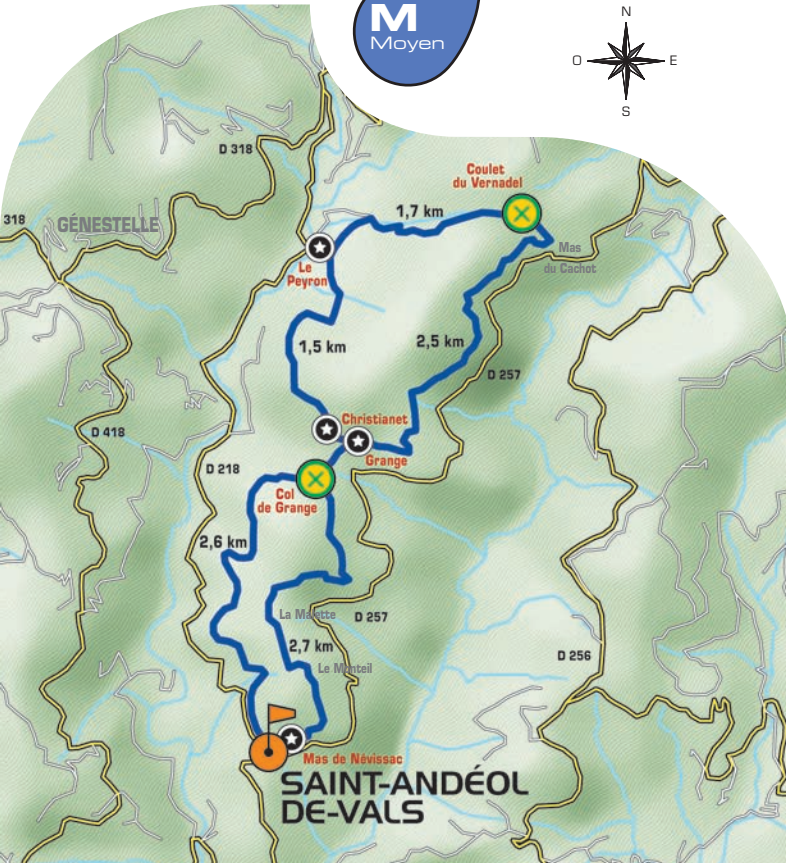 M
Moyen
N
O
E
S
D 318
Coulet
du Vernadel
318
GÉNESTELLE
1,7 km
Mas
du Cachot
Le
Peyron
1,5 km
2,5 km
D 257
Christianet
D 418
Grange
D 218
Col
de Grange
2,6 km
La Malette
D 257
2,7 km
Le Monteil
D 256
Mas de Névissac
SAINT-ANDÉOL
DE-VALS